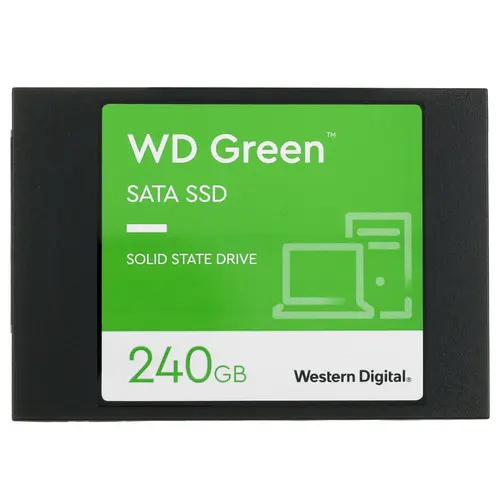 WD Green™
SATA SSD
SOLID STATE DRIVE
240GB
Western Digital®